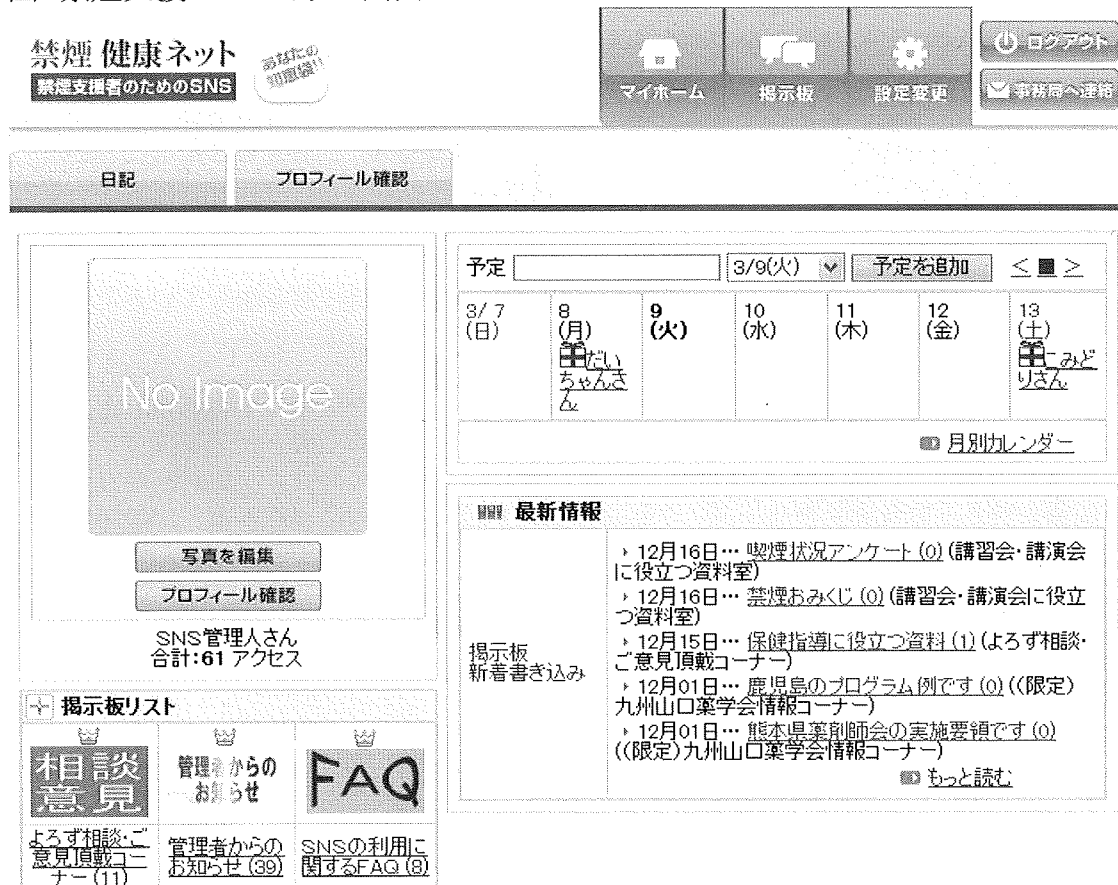 禁煙 健康ネット
禁煙支援者のためのSNS
あなたの
知恵袋!!
マイホーム
掲示板
設定変更
ログアウト
事務局へ連絡
日記
プロフィール確認
No Image
写真を編集
プロフィール確認
SNS管理人さん
合計:61 アクセス
掲示板リスト
相談
意見
管理者からの
お知らせ
FAQ
よろず相談・ご
意見頂戴コー
ナー (11)
管理者からの
お知らせ (39)
SNSの利用に
関するFAQ (8)
予定
3/9(火)
予定を追加
< ■ >
3/ 7
(日)
8
(月)
だい
ちゃんさ
ん
9
(火)
10
(水)
11
(木)
12
(金)
13
(土)
こみど
りさん
月別カレンダー
最新情報
掲示板
新着書き込み
12月16日… 喫煙状況アンケート (0) (講習会・講演会
に役立つ資料室)
12月16日… 禁煙おみくじ (0) (講習会・講演会に役立
つ資料室)
12月15日… 保健指導に役立つ資料 (1) (よろず相談・
ご意見頂戴コーナー)
12月01日… 鹿児島のプログラム例です (0) ((限定)
九州山口薬学会情報コーナー)
12月01日… 熊本県薬剤師会の実施要領です (0)
((限定)九州山口薬学会情報コーナー)
もっと読む